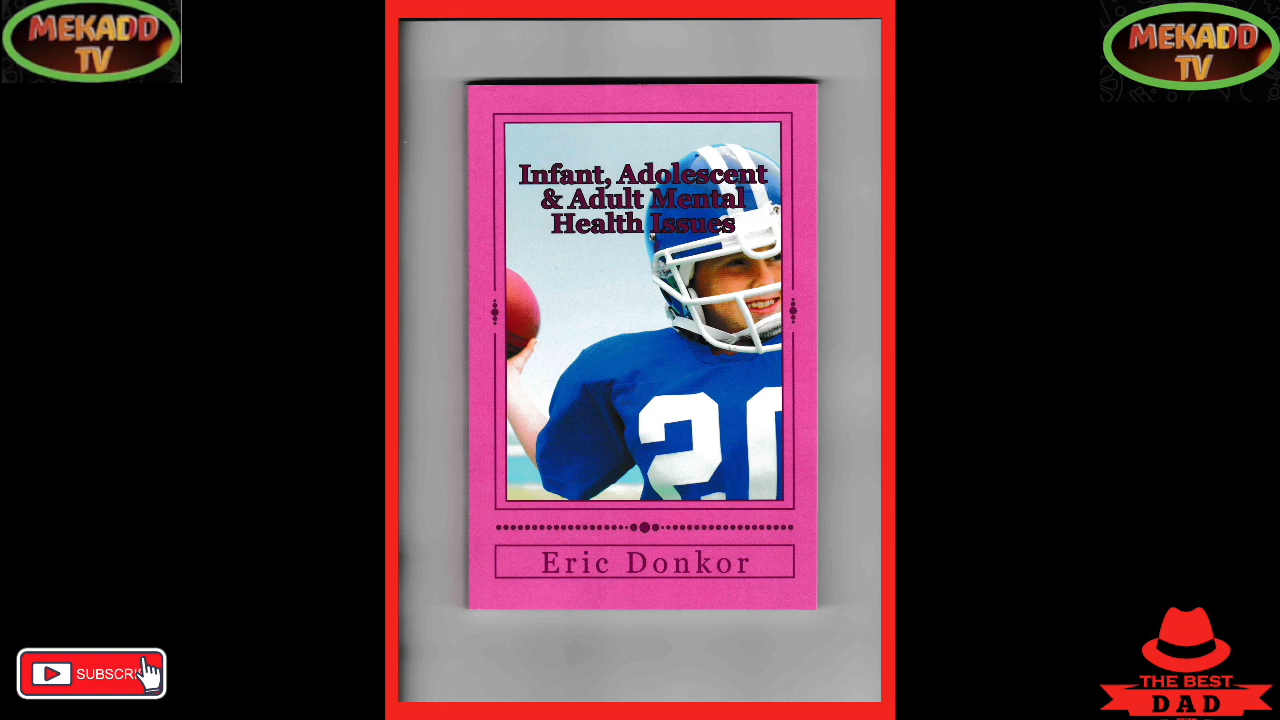 MEKADD
TV
MEKADD
TV
Infant, Adolescent
& Adult Mental
Health Issues
20
Eric Donkor
SUBSCRI
THE BEST
DAD